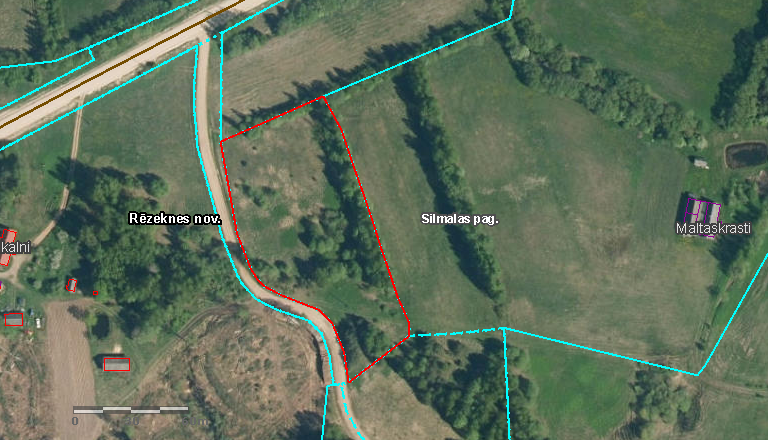 Rēzeknes nov.
Silmalas pag.
Maltaskrasti
kalni
0